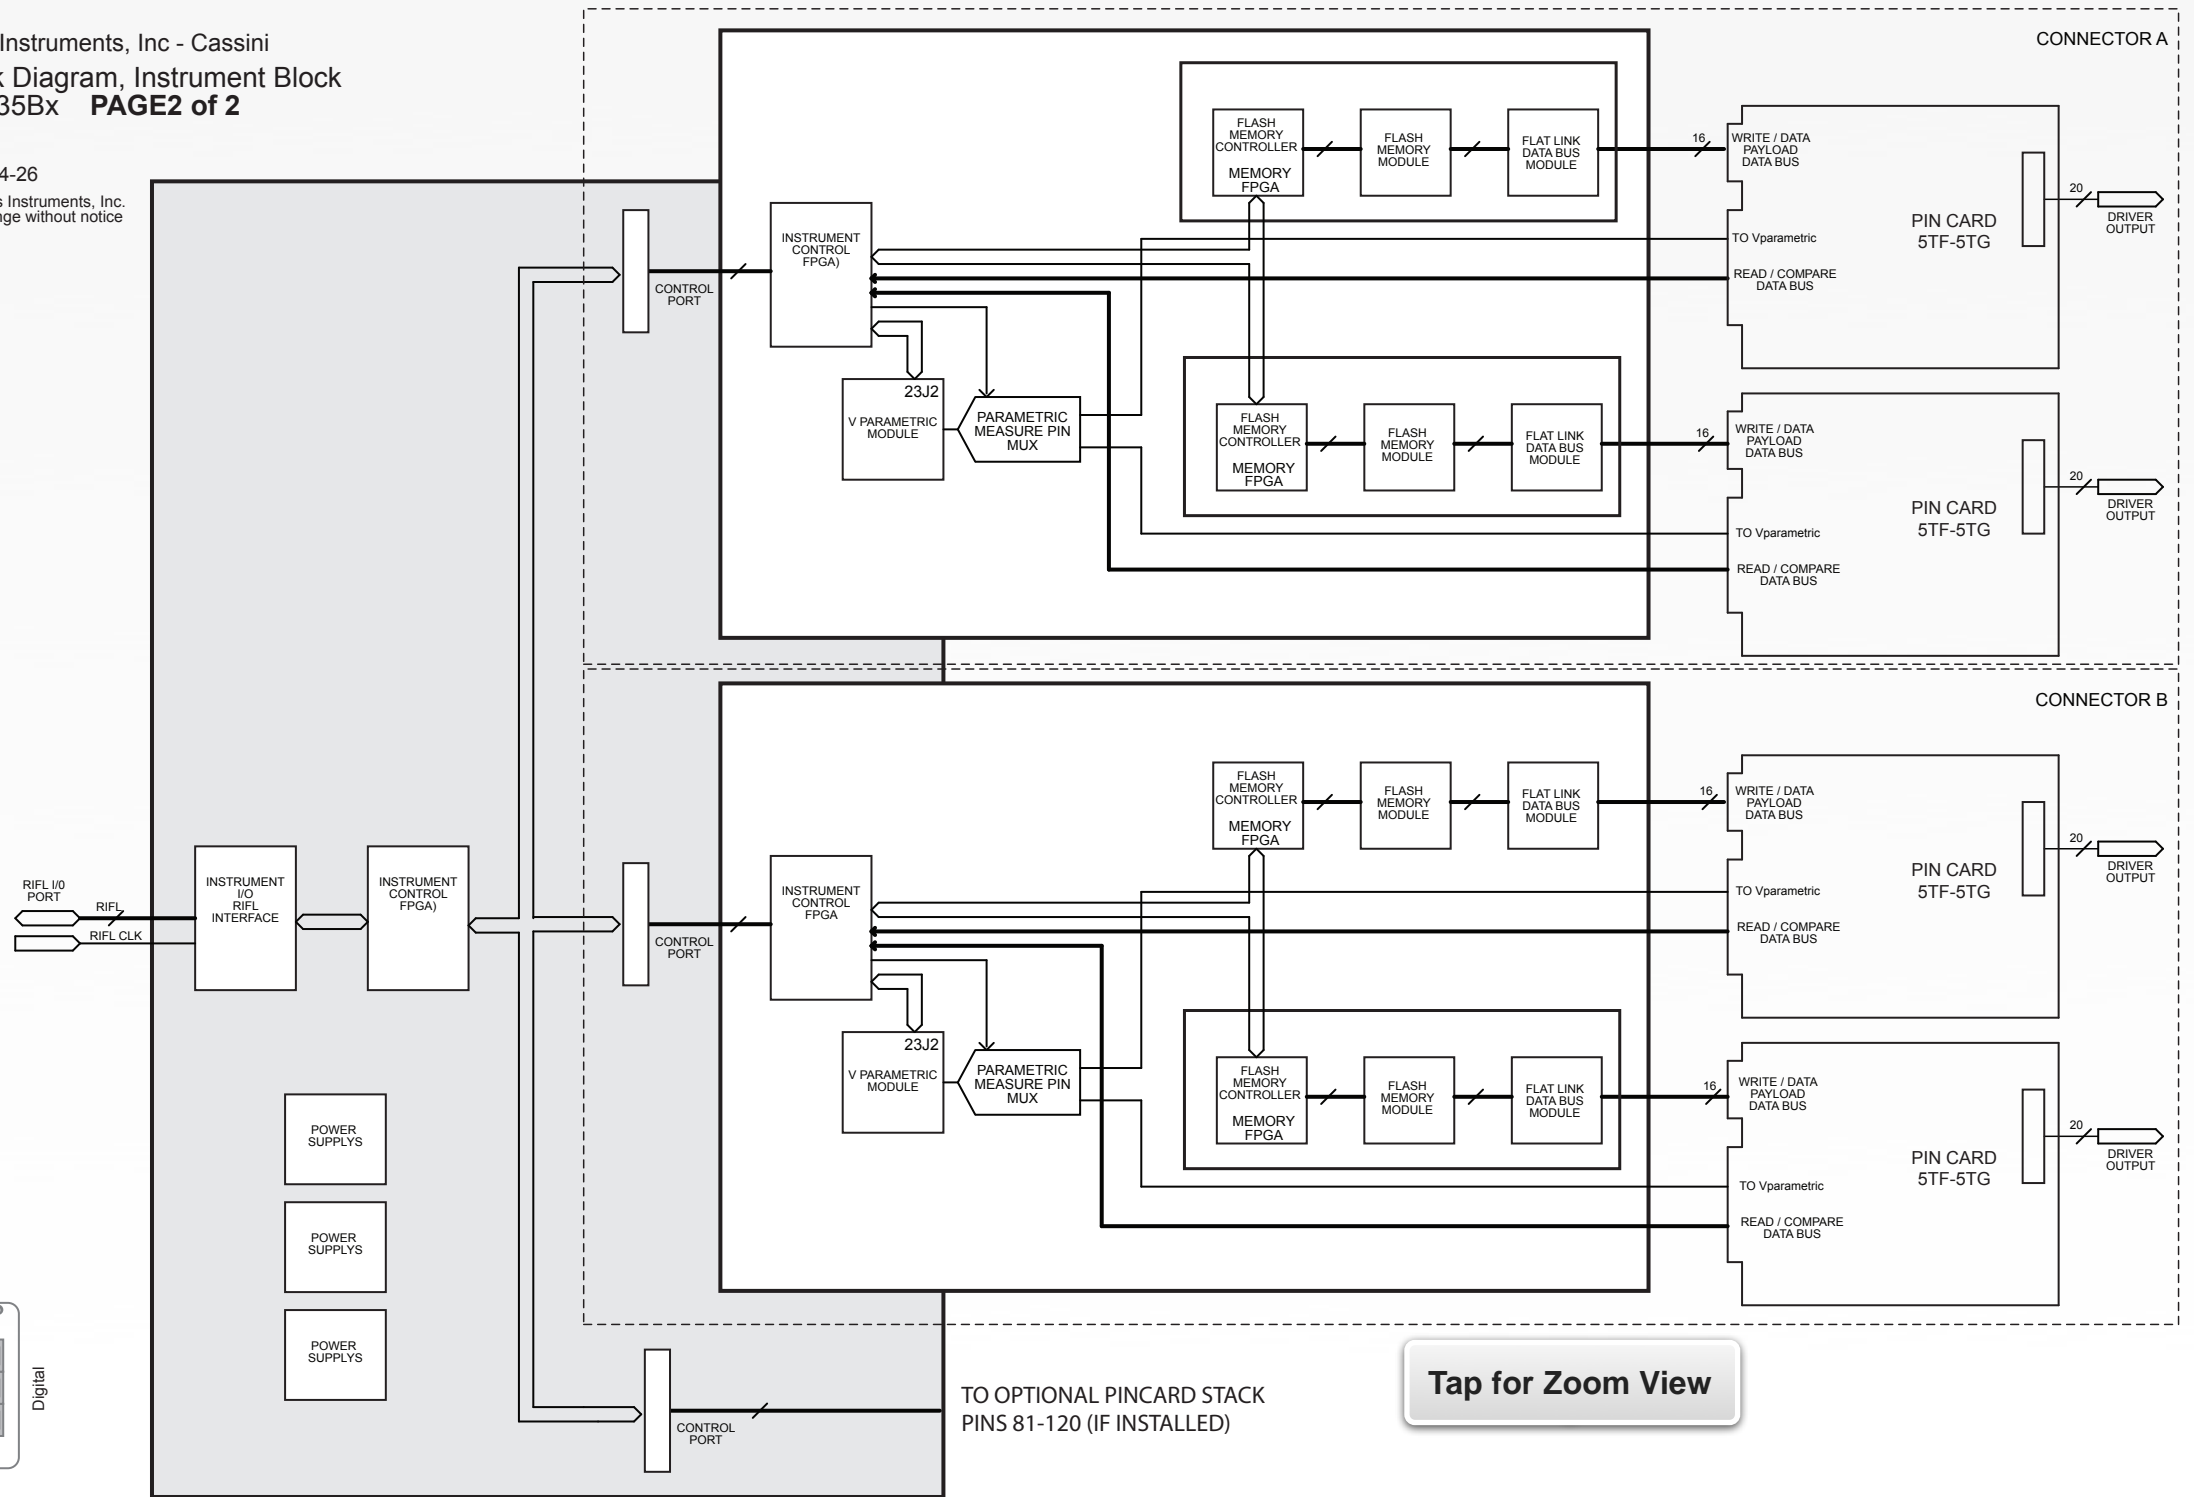 Instruments, Inc - Cassini
Diagram, Instrument Block
35Bx PAGE2 of 2
4-26
Instruments, Inc.
without notice
CONNECTOR A
INSTRUMENT
CONTROL
FPGA)
CONTROL
PORT
23J2
V PARAMETRIC
MODULE
PARAMETRIC
MEASURE PIN
MUX
FLASH
MEMORY
CONTROLLER
MEMORY
FPGA
FLASH
MEMORY
MODULE
FLAT LINK
DATA BUS
MODULE
16
WRITE / DATA
PAYLOAD
DATA BUS
TO Vparametric
READ / COMPARE
DATA BUS
PIN CARD
5TF-5TG
20
DRIVER
OUTPUT
FLASH
MEMORY
CONTROLLER
MEMORY
FPGA
FLASH
MEMORY
MODULE
FLAT LINK
DATA BUS
MODULE
16
WRITE / DATA
PAYLOAD
DATA BUS
TO Vparametric
READ / COMPARE
DATA BUS
PIN CARD
5TF-5TG
20
DRIVER
OUTPUT
CONNECTOR B
RIFL I/0
PORT
RIFL
RIFL CLK
INSTRUMENT
I/O
RIFL
INTERFACE
INSTRUMENT
CONTROL
FPGA)
CONTROL
PORT
INSTRUMENT
CONTROL
FPGA
23J2
V PARAMETRIC
MODULE
PARAMETRIC
MEASURE PIN
MUX
FLASH
MEMORY
CONTROLLER
MEMORY
FPGA
FLASH
MEMORY
MODULE
FLAT LINK
DATA BUS
MODULE
16
WRITE / DATA
PAYLOAD
DATA BUS
TO Vparametric
READ / COMPARE
DATA BUS
PIN CARD
5TF-5TG
20
DRIVER
OUTPUT
FLASH
MEMORY
CONTROLLER
MEMORY
FPGA
FLASH
MEMORY
MODULE
FLAT LINK
DATA BUS
MODULE
16
WRITE / DATA
PAYLOAD
DATA BUS
TO Vparametric
READ / COMPARE
DATA BUS
PIN CARD
5TF-5TG
20
DRIVER
OUTPUT
POWER
SUPPLYS
POWER
SUPPLYS
POWER
SUPPLYS
Digital
CONTROL
PORT
TO OPTIONAL PINCARD STACK
PINS 81-120 (IF INSTALLED)
Tap for Zoom View